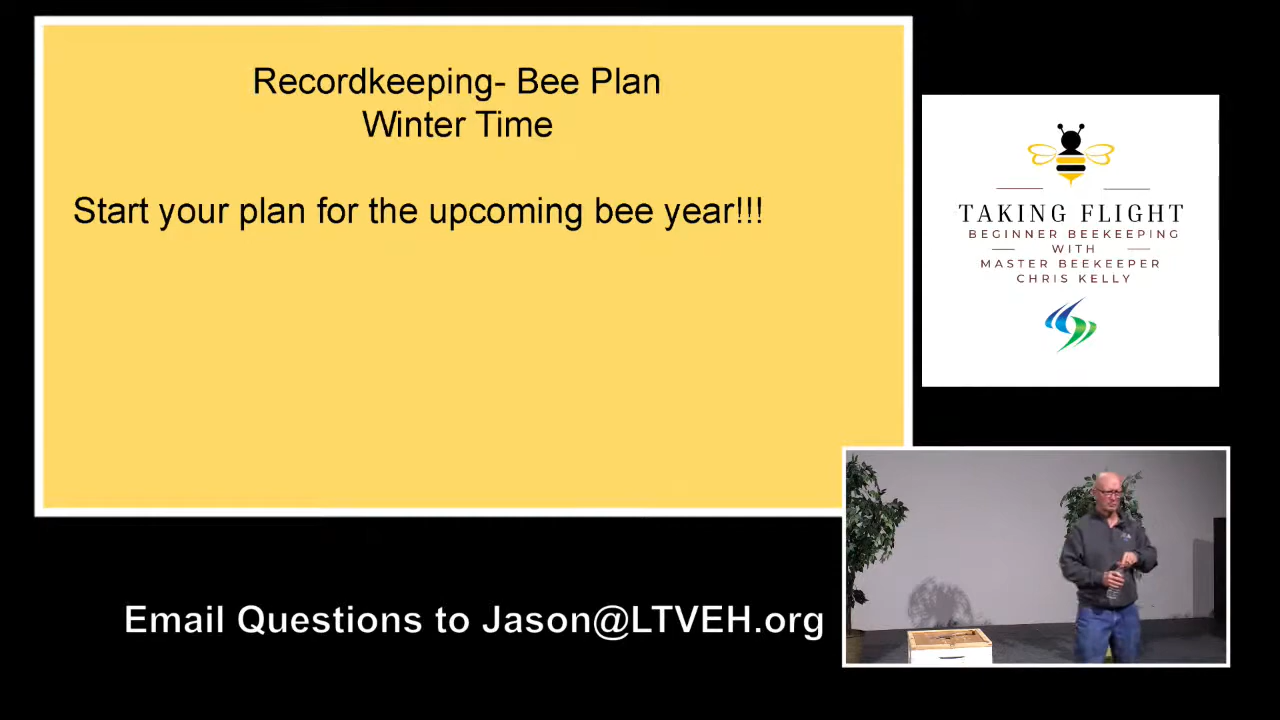 Recordkeeping- Bee Plan
Winter Time
Start your plan for the upcoming bee year!!!
TAKING FLIGHT
BEGINNER BEEKEEPING
WITH
MASTER BEEKEEPER
CHRIS KELLY
Email Questions to Jason@LTVEH.org